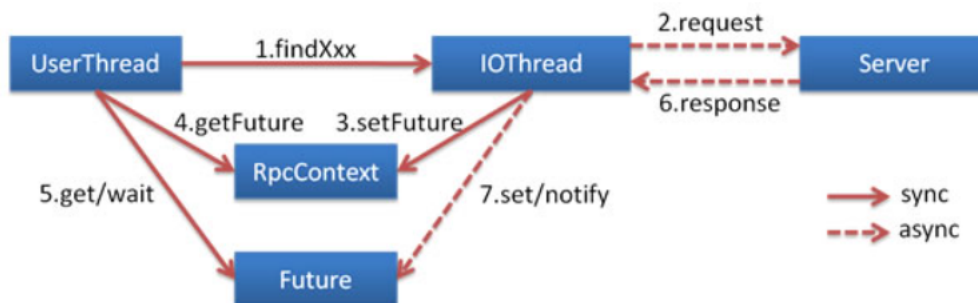 2.request
1.findXxx
UserThread
IOThread
Server
6.response
4.getFuture
3.setFuture
RpcContext
5.get/wait
7.set/notify
sync
async
Future